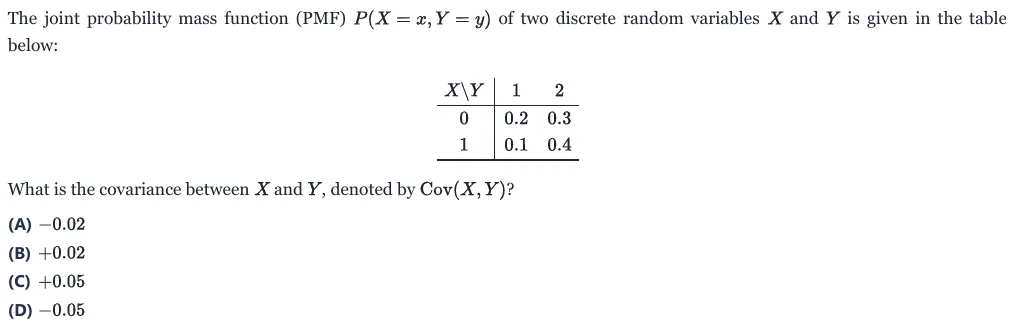 The joint probability mass function (PMF) P(X = x, Y = y) of two discrete random variables X and Y is given in the table
below:
X\Y 1 2
0 0.2 0.3
1 0.1 0.4
What is the covariance between X and Y, denoted by Cov(X, Y)?
(A) −0.02
(B) +0.02
(C) +0.05
(D) −0.05